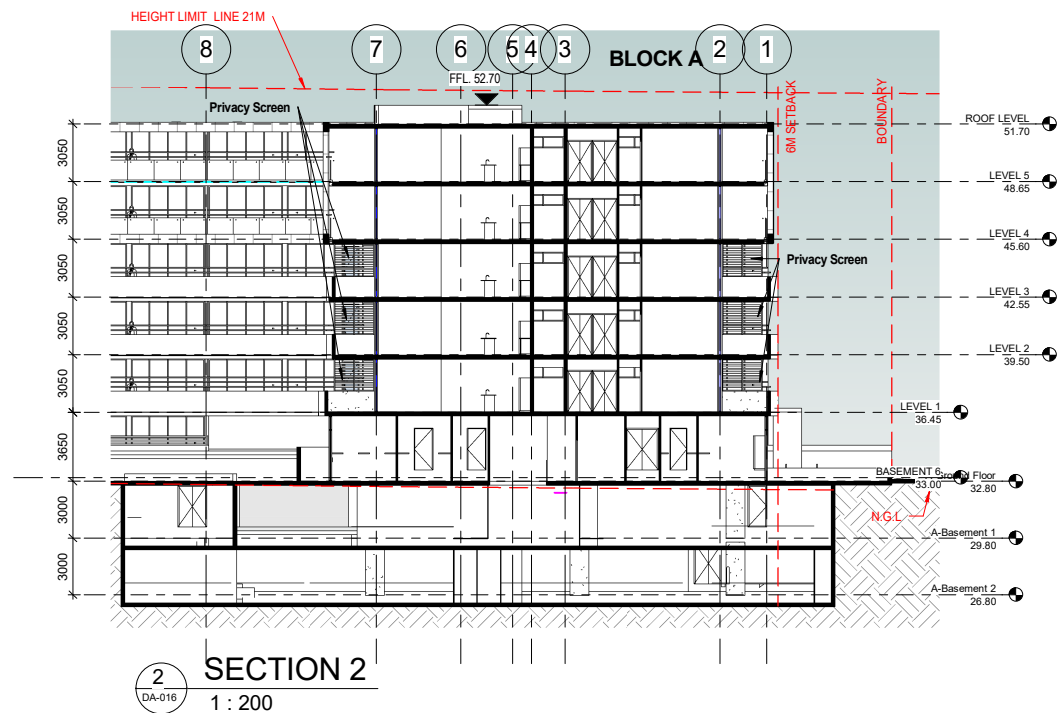 HEIGHT LIMIT LINE 21M
8
7
6
5
4
3
2
1
BLOCK A
FFL. 52.70
Privacy Screen
6M SETBACK
BOUNDARY
ROOF LEVEL
51.70
3050
LEVEL 5
48.65
3050
LEVEL 4
45.60
3050
Privacy Screen
LEVEL 3
42.55
3050
LEVEL 2
39.50
3050
LEVEL 1
36.45
3650
BASEMENT 6
33.00
Ground Floor
32.80
N.G.L
3000
A-Basement 1
29.80
3000
A-Basement 2
26.80
2
DA-016
SECTION 2
1 : 200